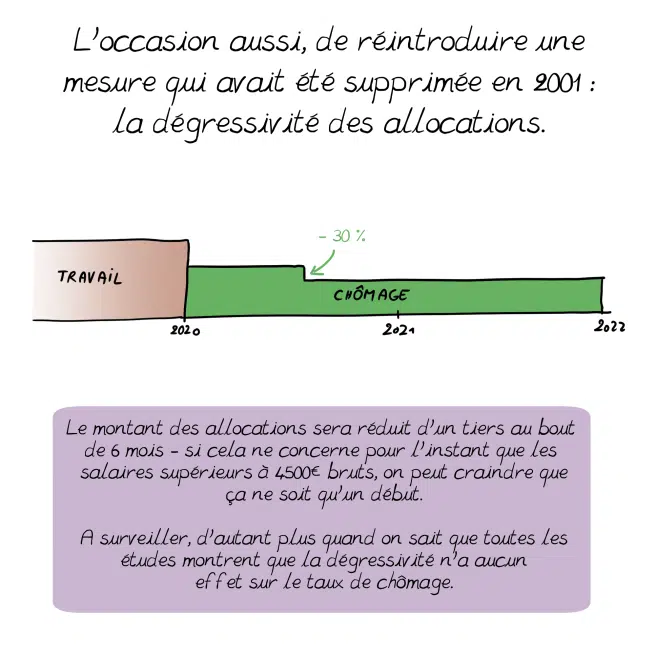 L'occasion aussi, de réintroduire une
mesure qui avait été supprimée en 2001 :
la dégressivité des allocations.
- 30 %
TRAVAIL
CHÔMAGE
2020
2021
2022
Le montant des allocations sera réduit d'un tiers au bout
de 6 mois - si cela ne concerne pour l'instant que les
salaires supérieurs à 4500€ bruts, on peut craindre que
ça ne soit qu'un début.
A surveiller, d'autant plus quand on sait que toutes les
études montrent que la dégressivité n'a aucun
effet sur le taux de chômage.